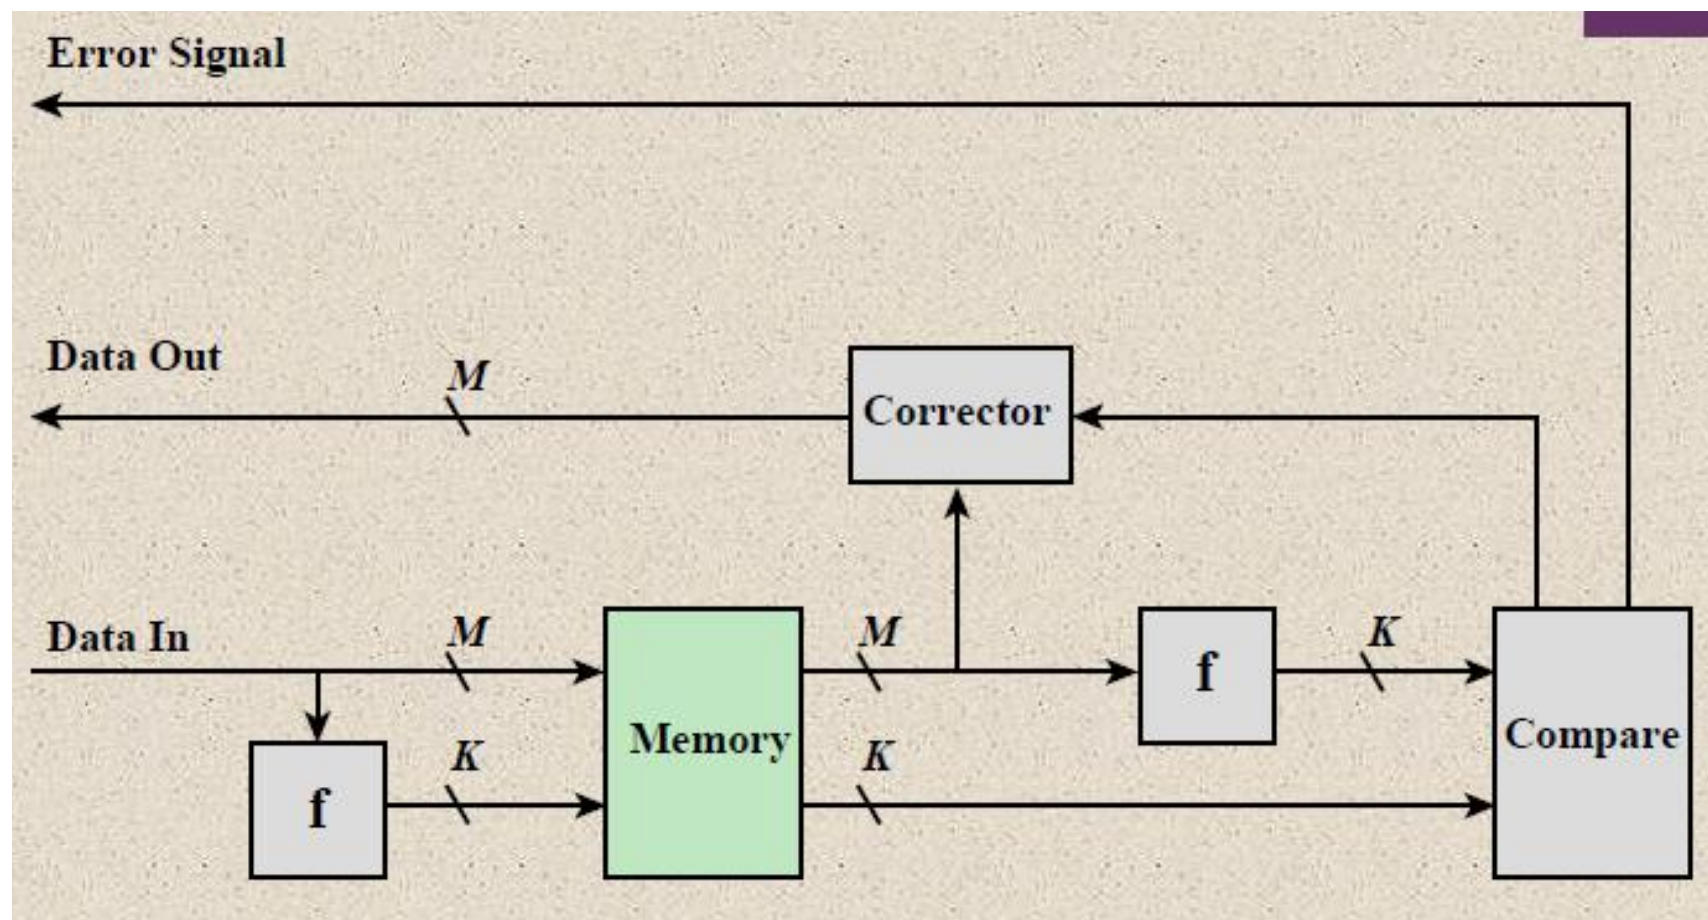 Error Signal
Data Out
M
Corrector
Data In
M
M
f
K
Compare
Memory
K
K
f